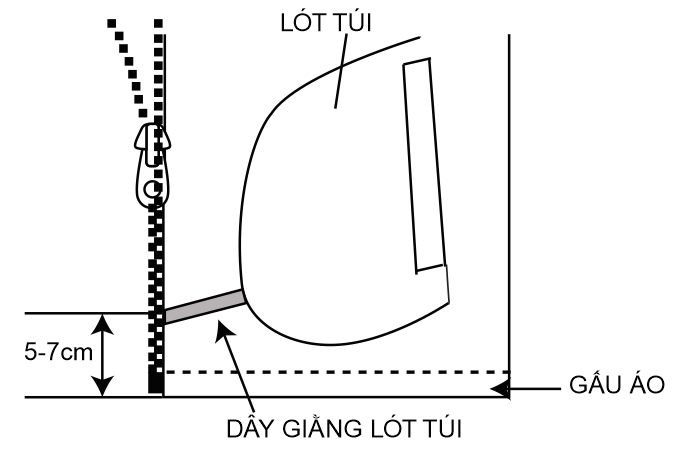 LÓT TÚI
5-7cm
GẤU ÁO
DÂY GIẰNG LÓT TÚI